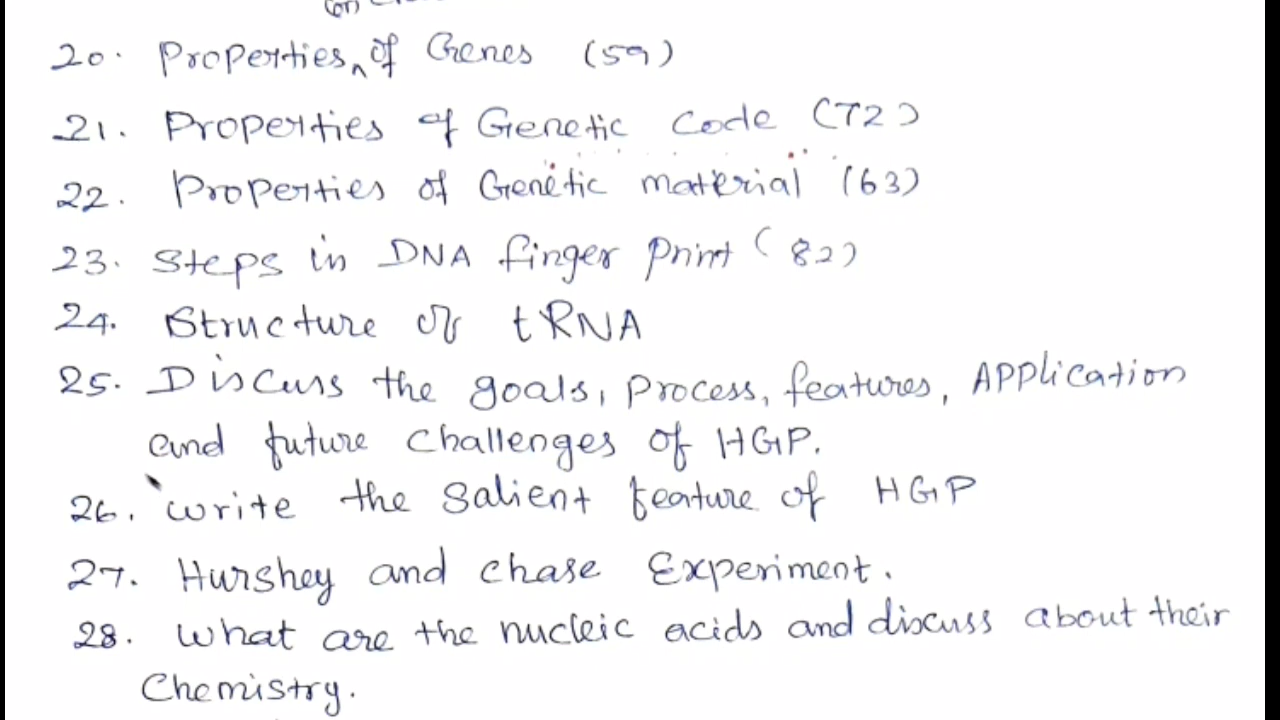 (or)
20. Properties ^ of Genes (59)
21. Properties of Genetic Code (72)
22. Properties of Genetic material (63)
23. Steps in DNA finger print (82)
24. Structure of tRNA
25. Discuss the goals, process, features, Application
and future challenges of HGP.
26. write the salient feature of HGP
27. Hurshey and chase Experiment.
28. What are the nucleic acids and discuss about their
Chemistry.